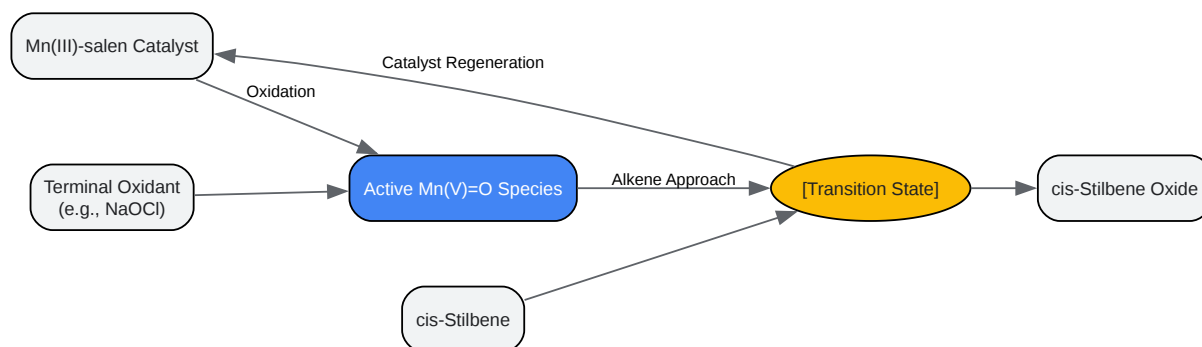 Mn(III)-salen Catalyst
Catalyst Regeneration
Oxidation
Terminal Oxidant
(e.g., NaOCl)
Active Mn(V)=O Species
Alkene Approach
[Transition State]
cis-Stilbene Oxide
cis-Stilbene